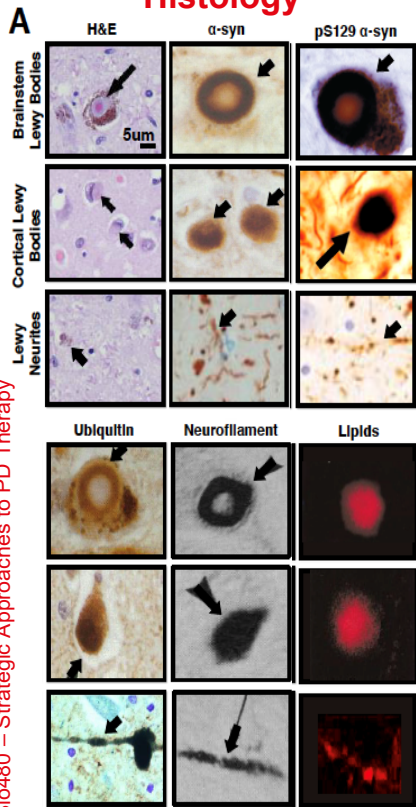 Histology
A
H&E
α-syn
pS129 α-syn
Brainstem
Lewy Bodies
5um
Cortical Lewy
Bodies
Lewy
Neurites
Ubiquitin
Neurofilament
Lipids
– Strategic Approaches to PD Therapy